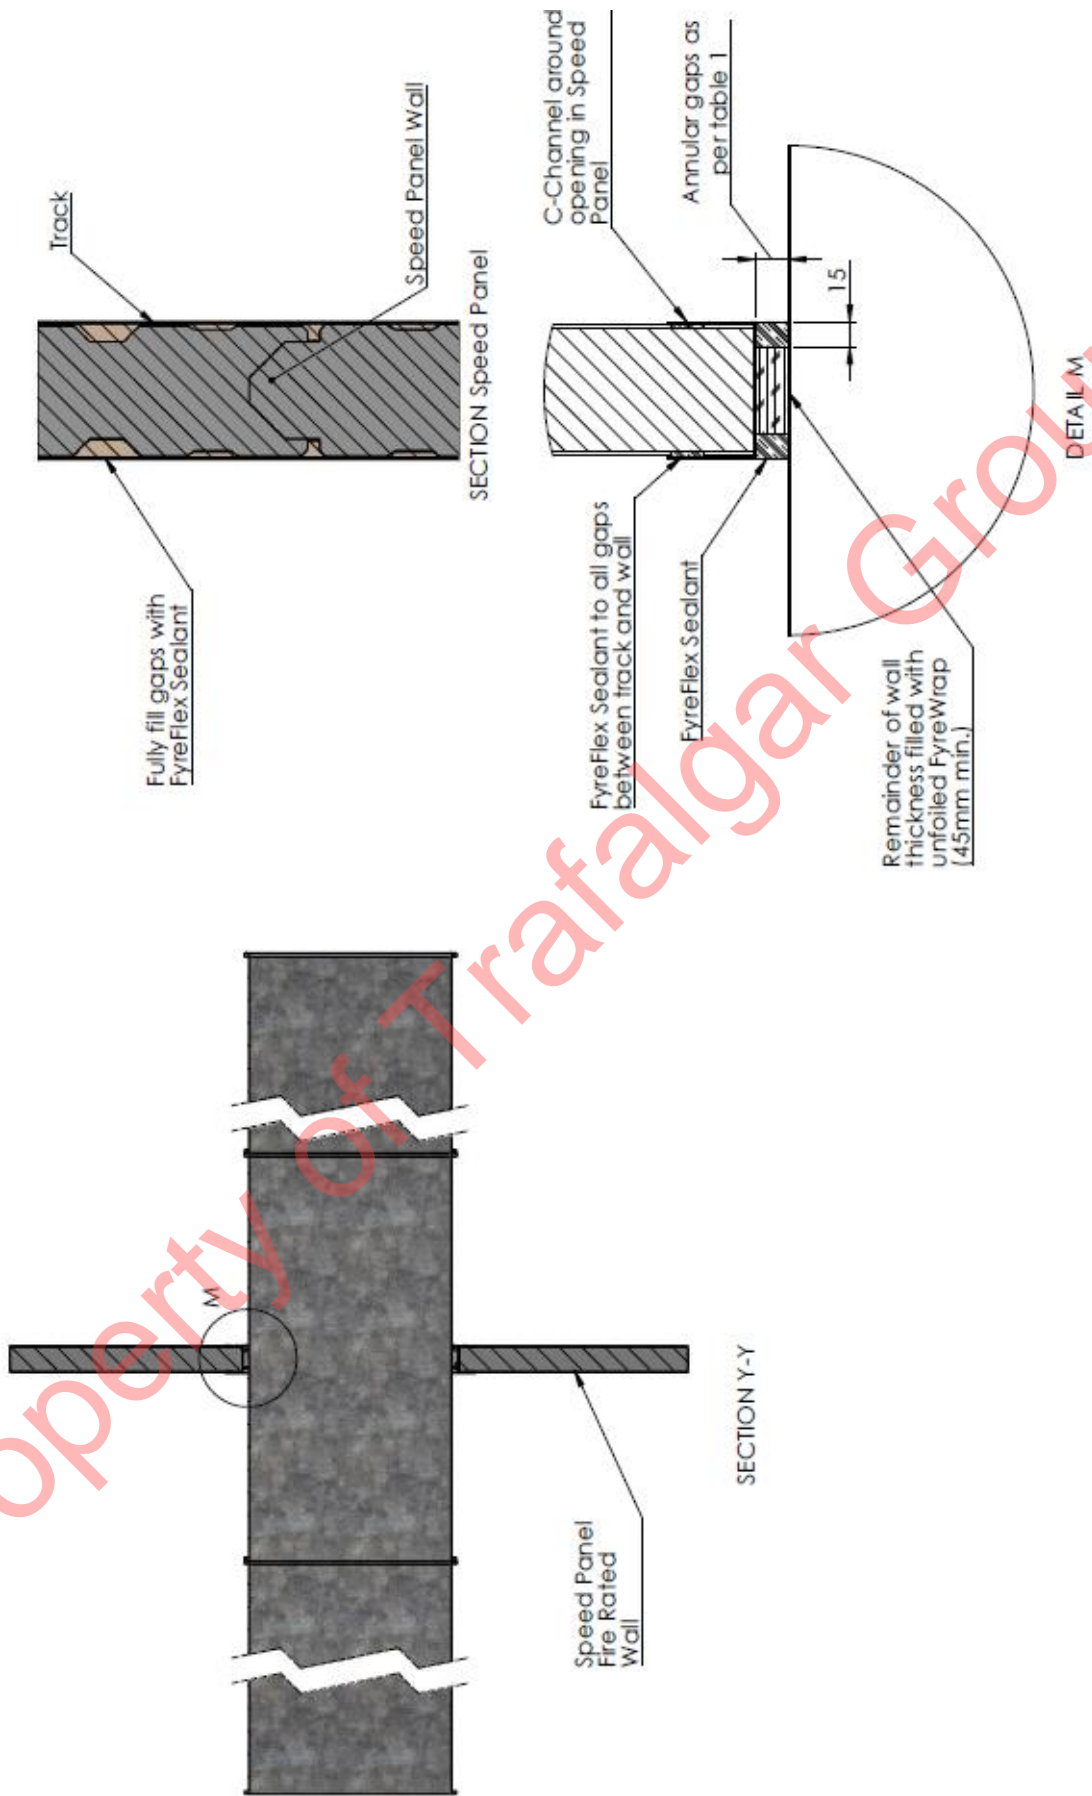 Track
Speed Panel Wall
Fully fill gaps with
FyreFlex Sealant
SECTION Speed Panel
C-Channel around
opening in Speed
Panel
Annular gaps as
per table 1
15
FyreFlex Sealant to all gaps
between track and wall
FyreFlex Sealant
Remainder of wall
thickness filled with
unfoiled FyreWrap
(45mm min.)
DETAIL M
M
Speed Panel
Fire Rated
Wall
SECTION Y-Y
operty of Trafalgar Grou